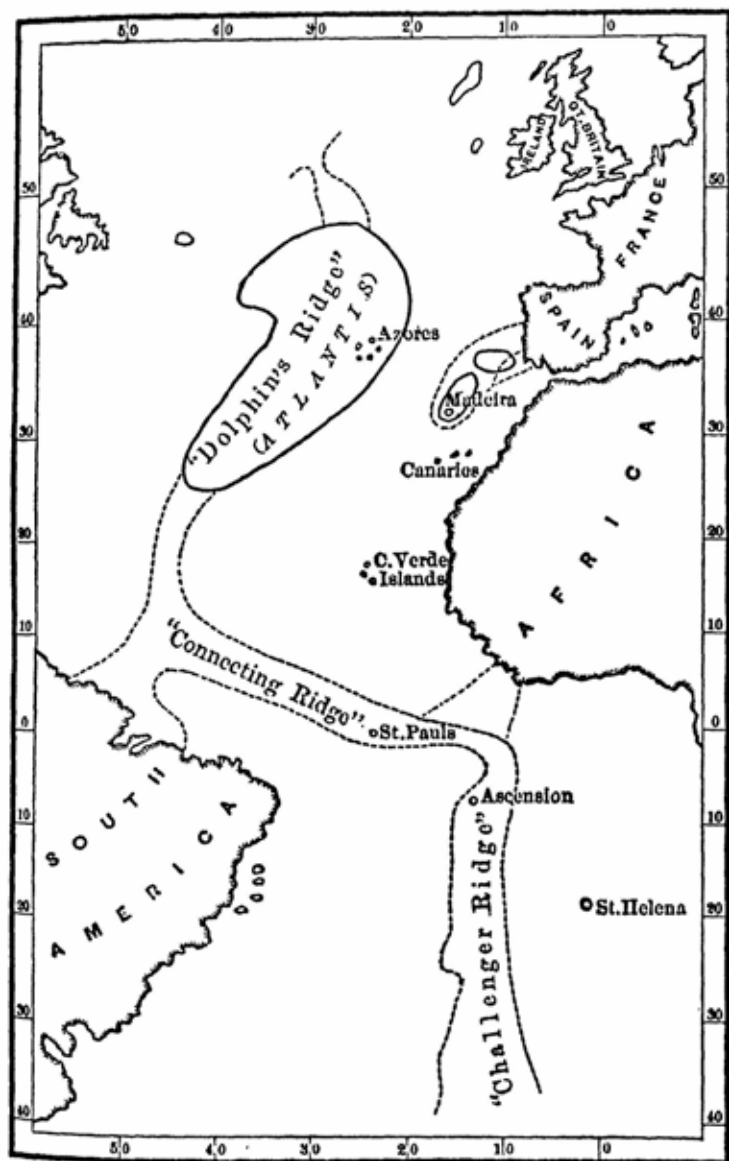 50 40 30 20 10 0
IRELAND
GT. BRITAIN
50
50
FRANCE
SPAIN
"Dolphin's Ridge"
(ATLANTIS)
Azores
40
40
Madeira
30
30
Canaries
AFRICA
20
20
C. Verde
Islands
10
10
"Connecting Ridge"
0
0
St. Pauls
SOUTH
AMERICA
Ascension
10
10
"Challenger Ridge"
St. Helena
20
20
30
30
40
40
50 40 30 20 10 0